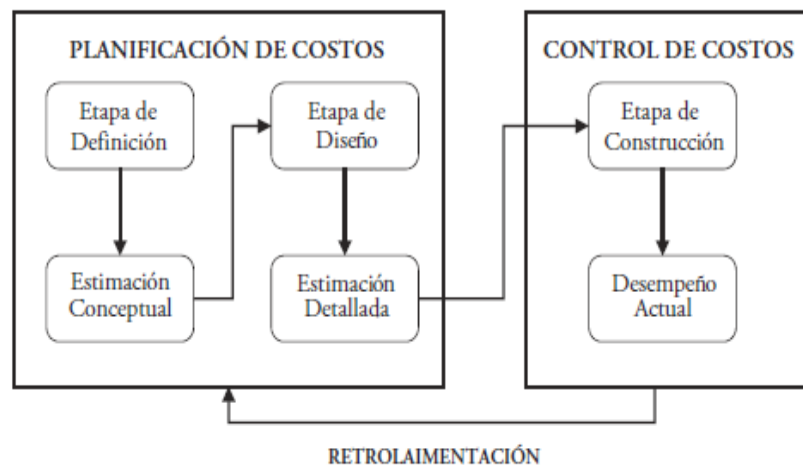 PLANIFICACIÓN DE COSTOS
Etapa de
Definición
Etapa de
Diseño
Estimación
Conceptual
Estimación
Detallada
CONTROL DE COSTOS
Etapa de
Construcción
Desempeño
Actual
RETROLAIMENTACIÓN